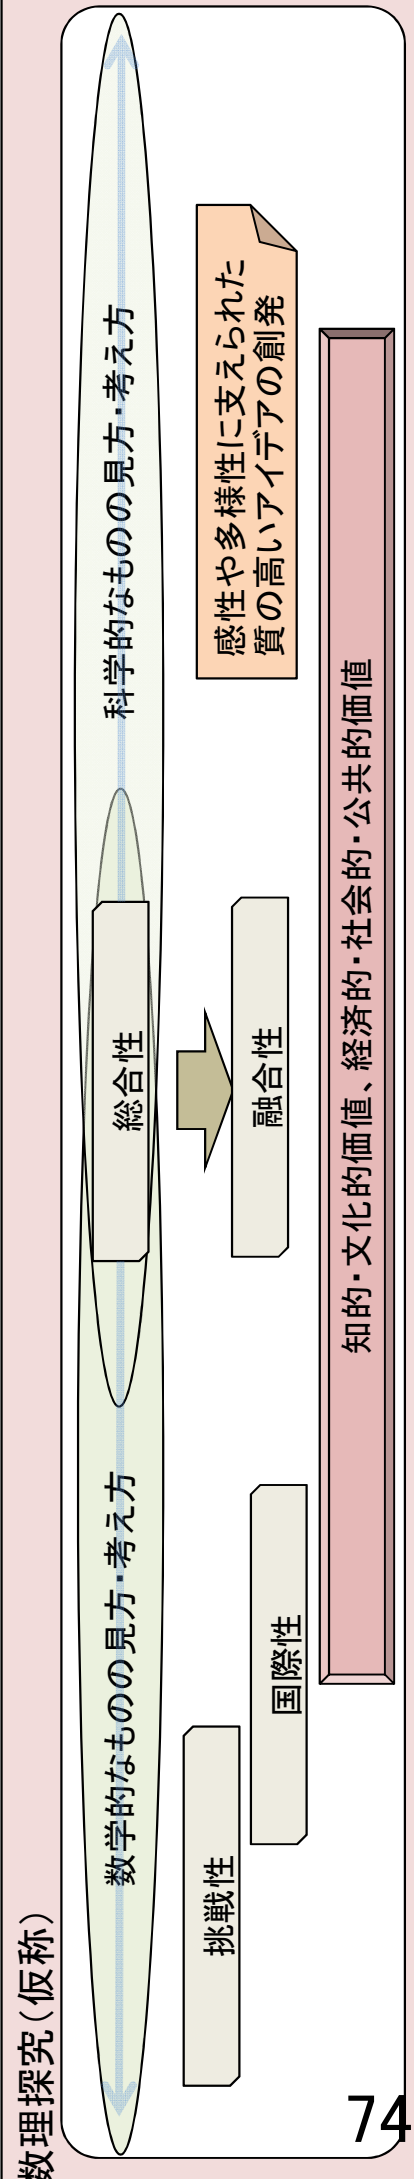 数理探究(仮称)
数学的なものの見方・考え方
科学的なものの見方・考え方
総合性
挑戦性
融合性
国際性
感性や多様性に支えられた
質の高いアイデアの創発
知的・文化的価値、経済的・社会的・公共的価値
74